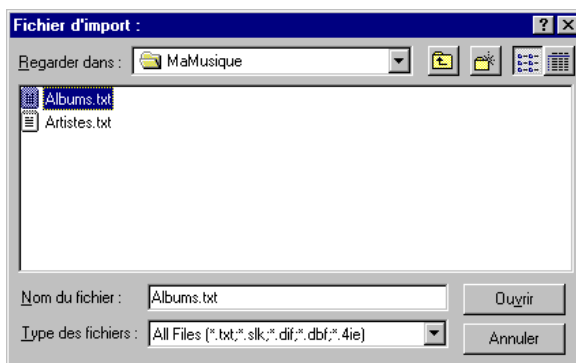 Fichier d'import :
Regarder dans : MaMusique
Albums.txt
Artistes.txt
Nom du fichier : Albums.txt Ouvrir
Type des fichiers : All Files (*.txt;*.slk;*.dif;*.dbf;*.4ie) Annuler